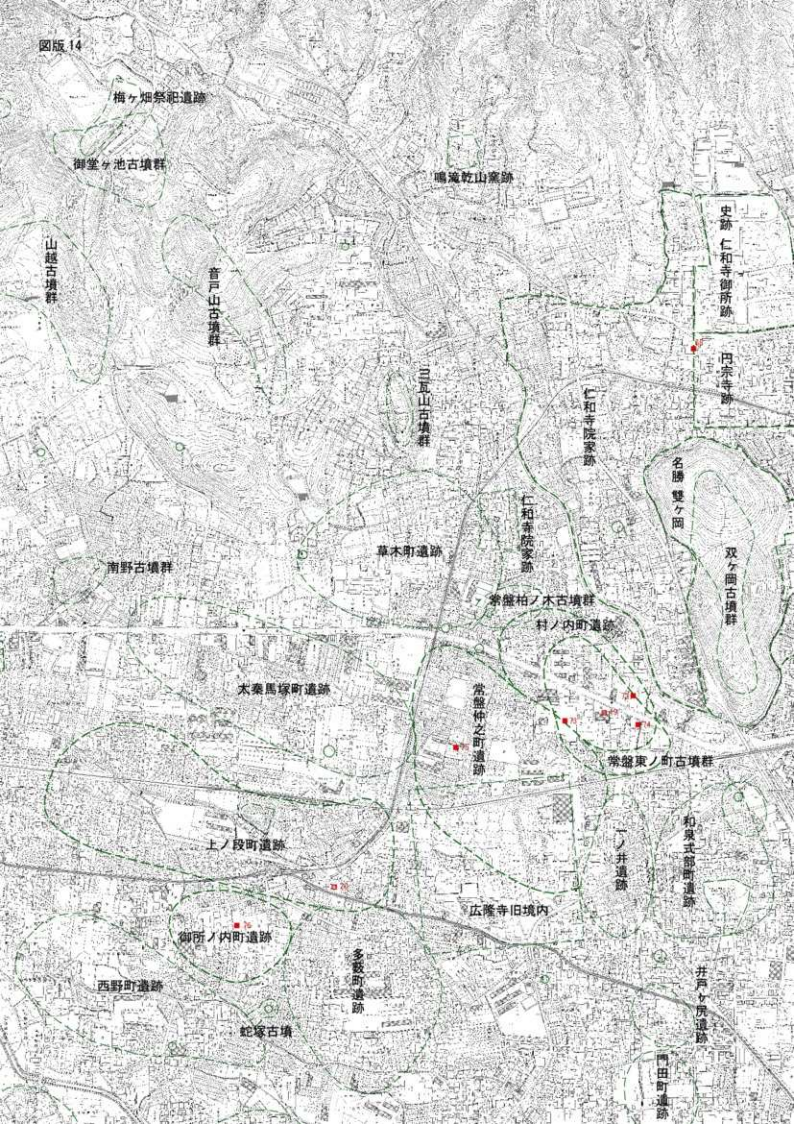 図版 14
梅ヶ畑祭祀遺跡
御堂ヶ池古墳群
鳴滝乾山窯跡
史跡 仁和寺御所跡
山越古墳群
音戸山古墳群
円宗寺跡
三瓦山古墳群
仁和寺院家跡
名勝 雙ヶ岡
仁和寺院家跡
草木町遺跡
双ヶ岡古墳群
南野古墳群
常盤柏ノ木古墳群
村ノ内町遺跡
太秦馬塚町遺跡
常盤仲之町遺跡
常盤東ノ町古墳群
上ノ段町遺跡
一ノ井遺跡
和泉式部町遺跡
広隆寺旧境内
御所ノ内町遺跡
多藪町遺跡
西野町遺跡
井戸ヶ尻遺跡
蛇塚古墳
門田町遺跡
76
74